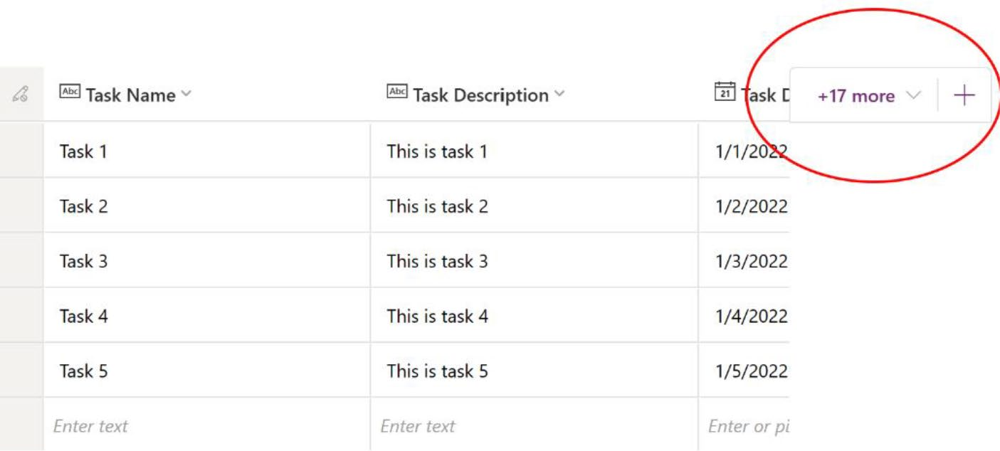 Abc Task Name Abc Task Description 21 Task D +17 more
Task 1 This is task 1 1/1/2022
Task 2 This is task 2 1/2/2022
Task 3 This is task 3 1/3/2022
Task 4 This is task 4 1/4/2022
Task 5 This is task 5 1/5/2022
Enter text Enter text Enter or pi